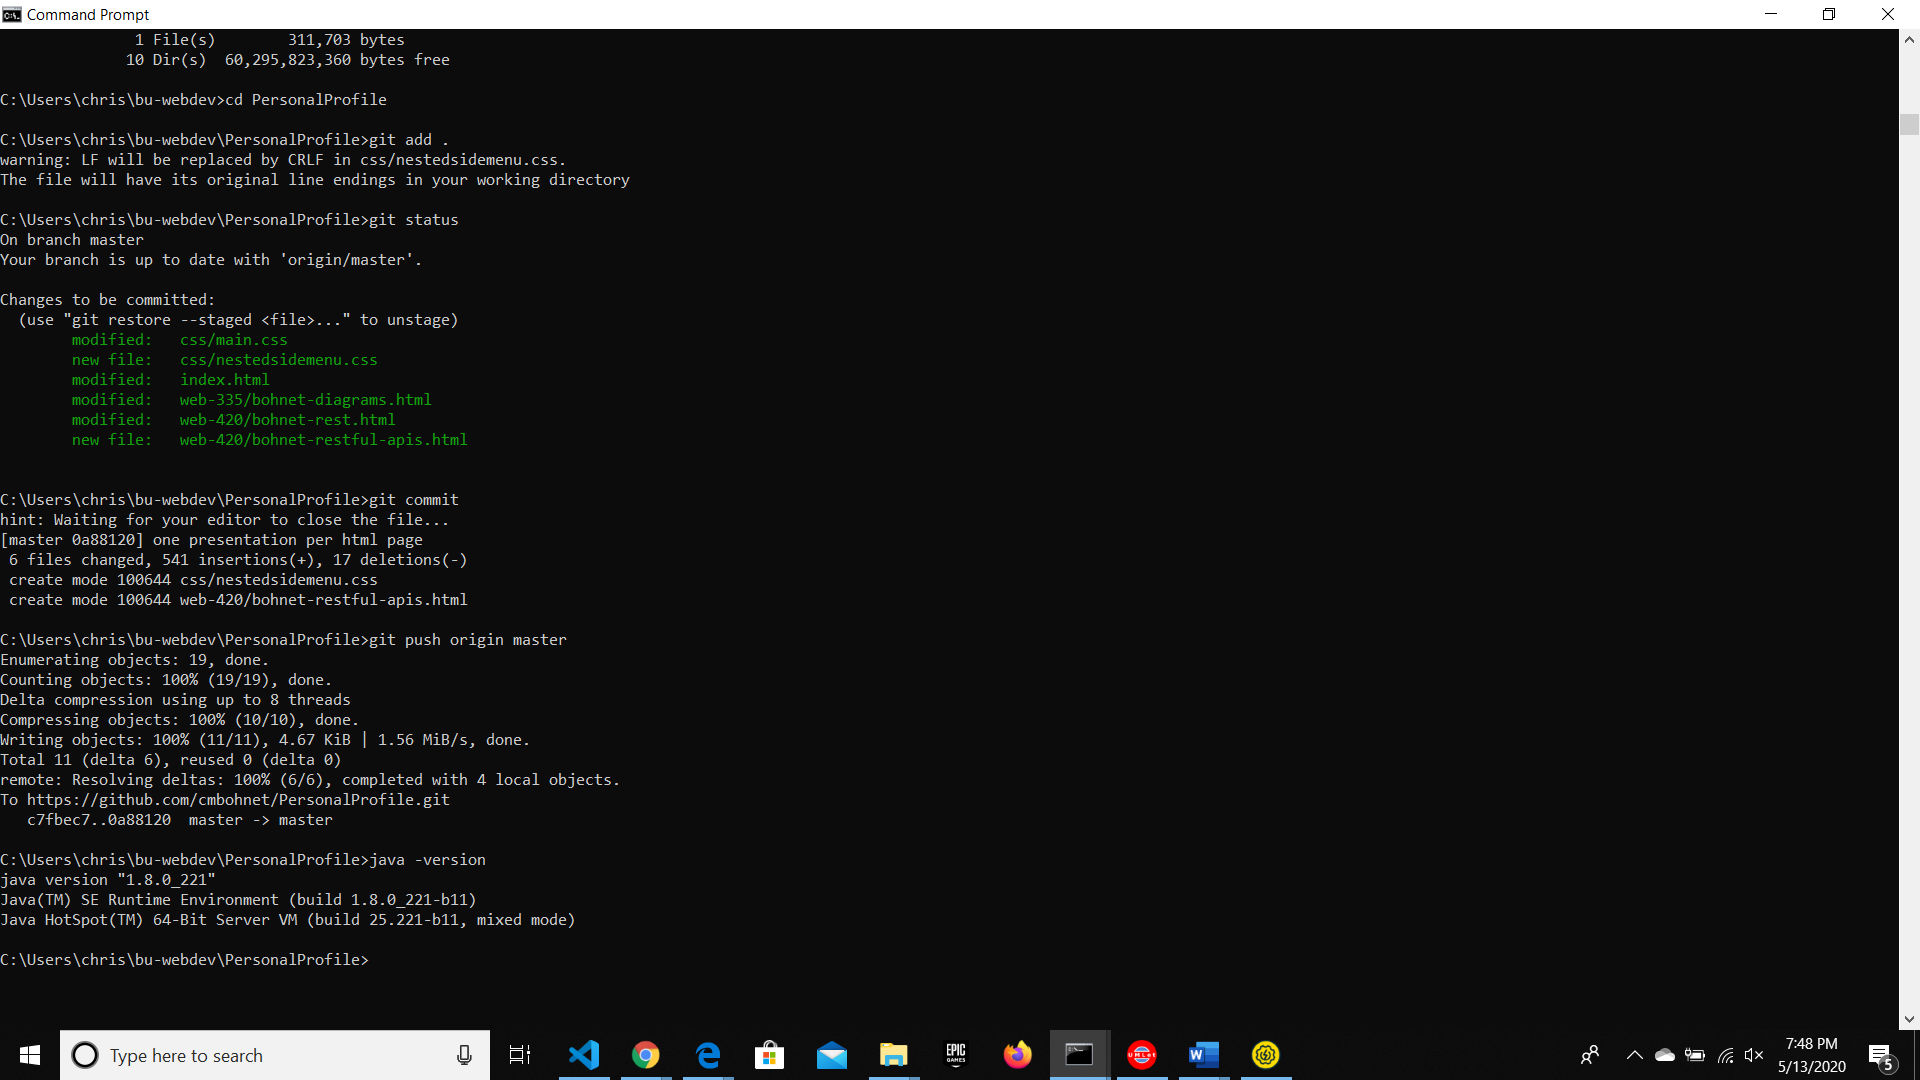 Command Prompt
1 File(s)        311,703 bytes
10 Dir(s)  60,295,823,360 bytes free
C:\Users\chris\bu-webdev>cd PersonalProfile
C:\Users\chris\bu-webdev\PersonalProfile>git add .
warning: LF will be replaced by CRLF in css/nestedsidemenu.css.
The file will have its original line endings in your working directory
C:\Users\chris\bu-webdev\PersonalProfile>git status
On branch master
Your branch is up to date with 'origin/master'.
Changes to be committed:
(use "git restore --staged <file>..." to unstage)
modified:   css/main.css
new file:   css/nestedsidemenu.css
modified:   index.html
modified:   web-335/bohnet-diagrams.html
modified:   web-420/bohnet-rest.html
new file:   web-420/bohnet-restful-apis.html
C:\Users\chris\bu-webdev\PersonalProfile>git commit
hint: Waiting for your editor to close the file...
[master 0a88120] one presentation per html page
6 files changed, 541 insertions(+), 17 deletions(-)
create mode 100644 css/nestedsidemenu.css
create mode 100644 web-420/bohnet-restful-apis.html
C:\Users\chris\bu-webdev\PersonalProfile>git push origin master
Enumerating objects: 19, done.
Counting objects: 100% (19/19), done.
Delta compression using up to 8 threads
Compressing objects: 100% (10/10), done.
Writing objects: 100% (11/11), 4.67 KiB | 1.56 MiB/s, done.
Total 11 (delta 6), reused 0 (delta 0)
remote: Resolving deltas: 100% (6/6), completed with 4 local objects.
To https://github.com/cmbohnet/PersonalProfile.git
c7fbec7..0a88120  master -> master
C:\Users\chris\bu-webdev\PersonalProfile>java -version
java version "1.8.0_221"
Java(TM) SE Runtime Environment (build 1.8.0_221-b11)
Java HotSpot(TM) 64-Bit Server VM (build 25.221-b11, mixed mode)
C:\Users\chris\bu-webdev\PersonalProfile>
Type here to search
EPIC GAMES
UMLet
W
7:48 PM
5/13/2020
5